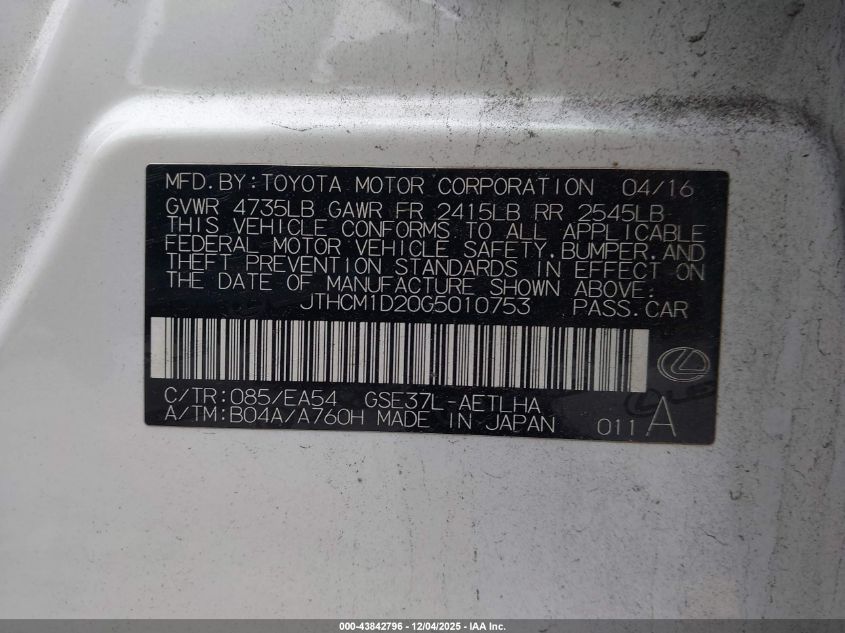 MFD. BY: TOYOTA MOTOR CORPORATION 04/16
GVWR 4735LB GAWR FR 2415LB RR 2545LB
THIS VEHICLE CONFORMS TO ALL APPLICABLE
FEDERAL MOTOR VEHICLE SAFETY, BUMPER, AND
THEFT PREVENTION STANDARDS IN EFFECT ON
THE DATE OF MANUFACTURE SHOWN ABOVE:
JTHCM1D20G5010753 PASS. CAR
C/TR: 085/EA54 GSE37L-AETLHA
A/TM: B04A/A760H MADE IN JAPAN 011 A
000-43842796 - 12/04/2025 - IAA Inc.